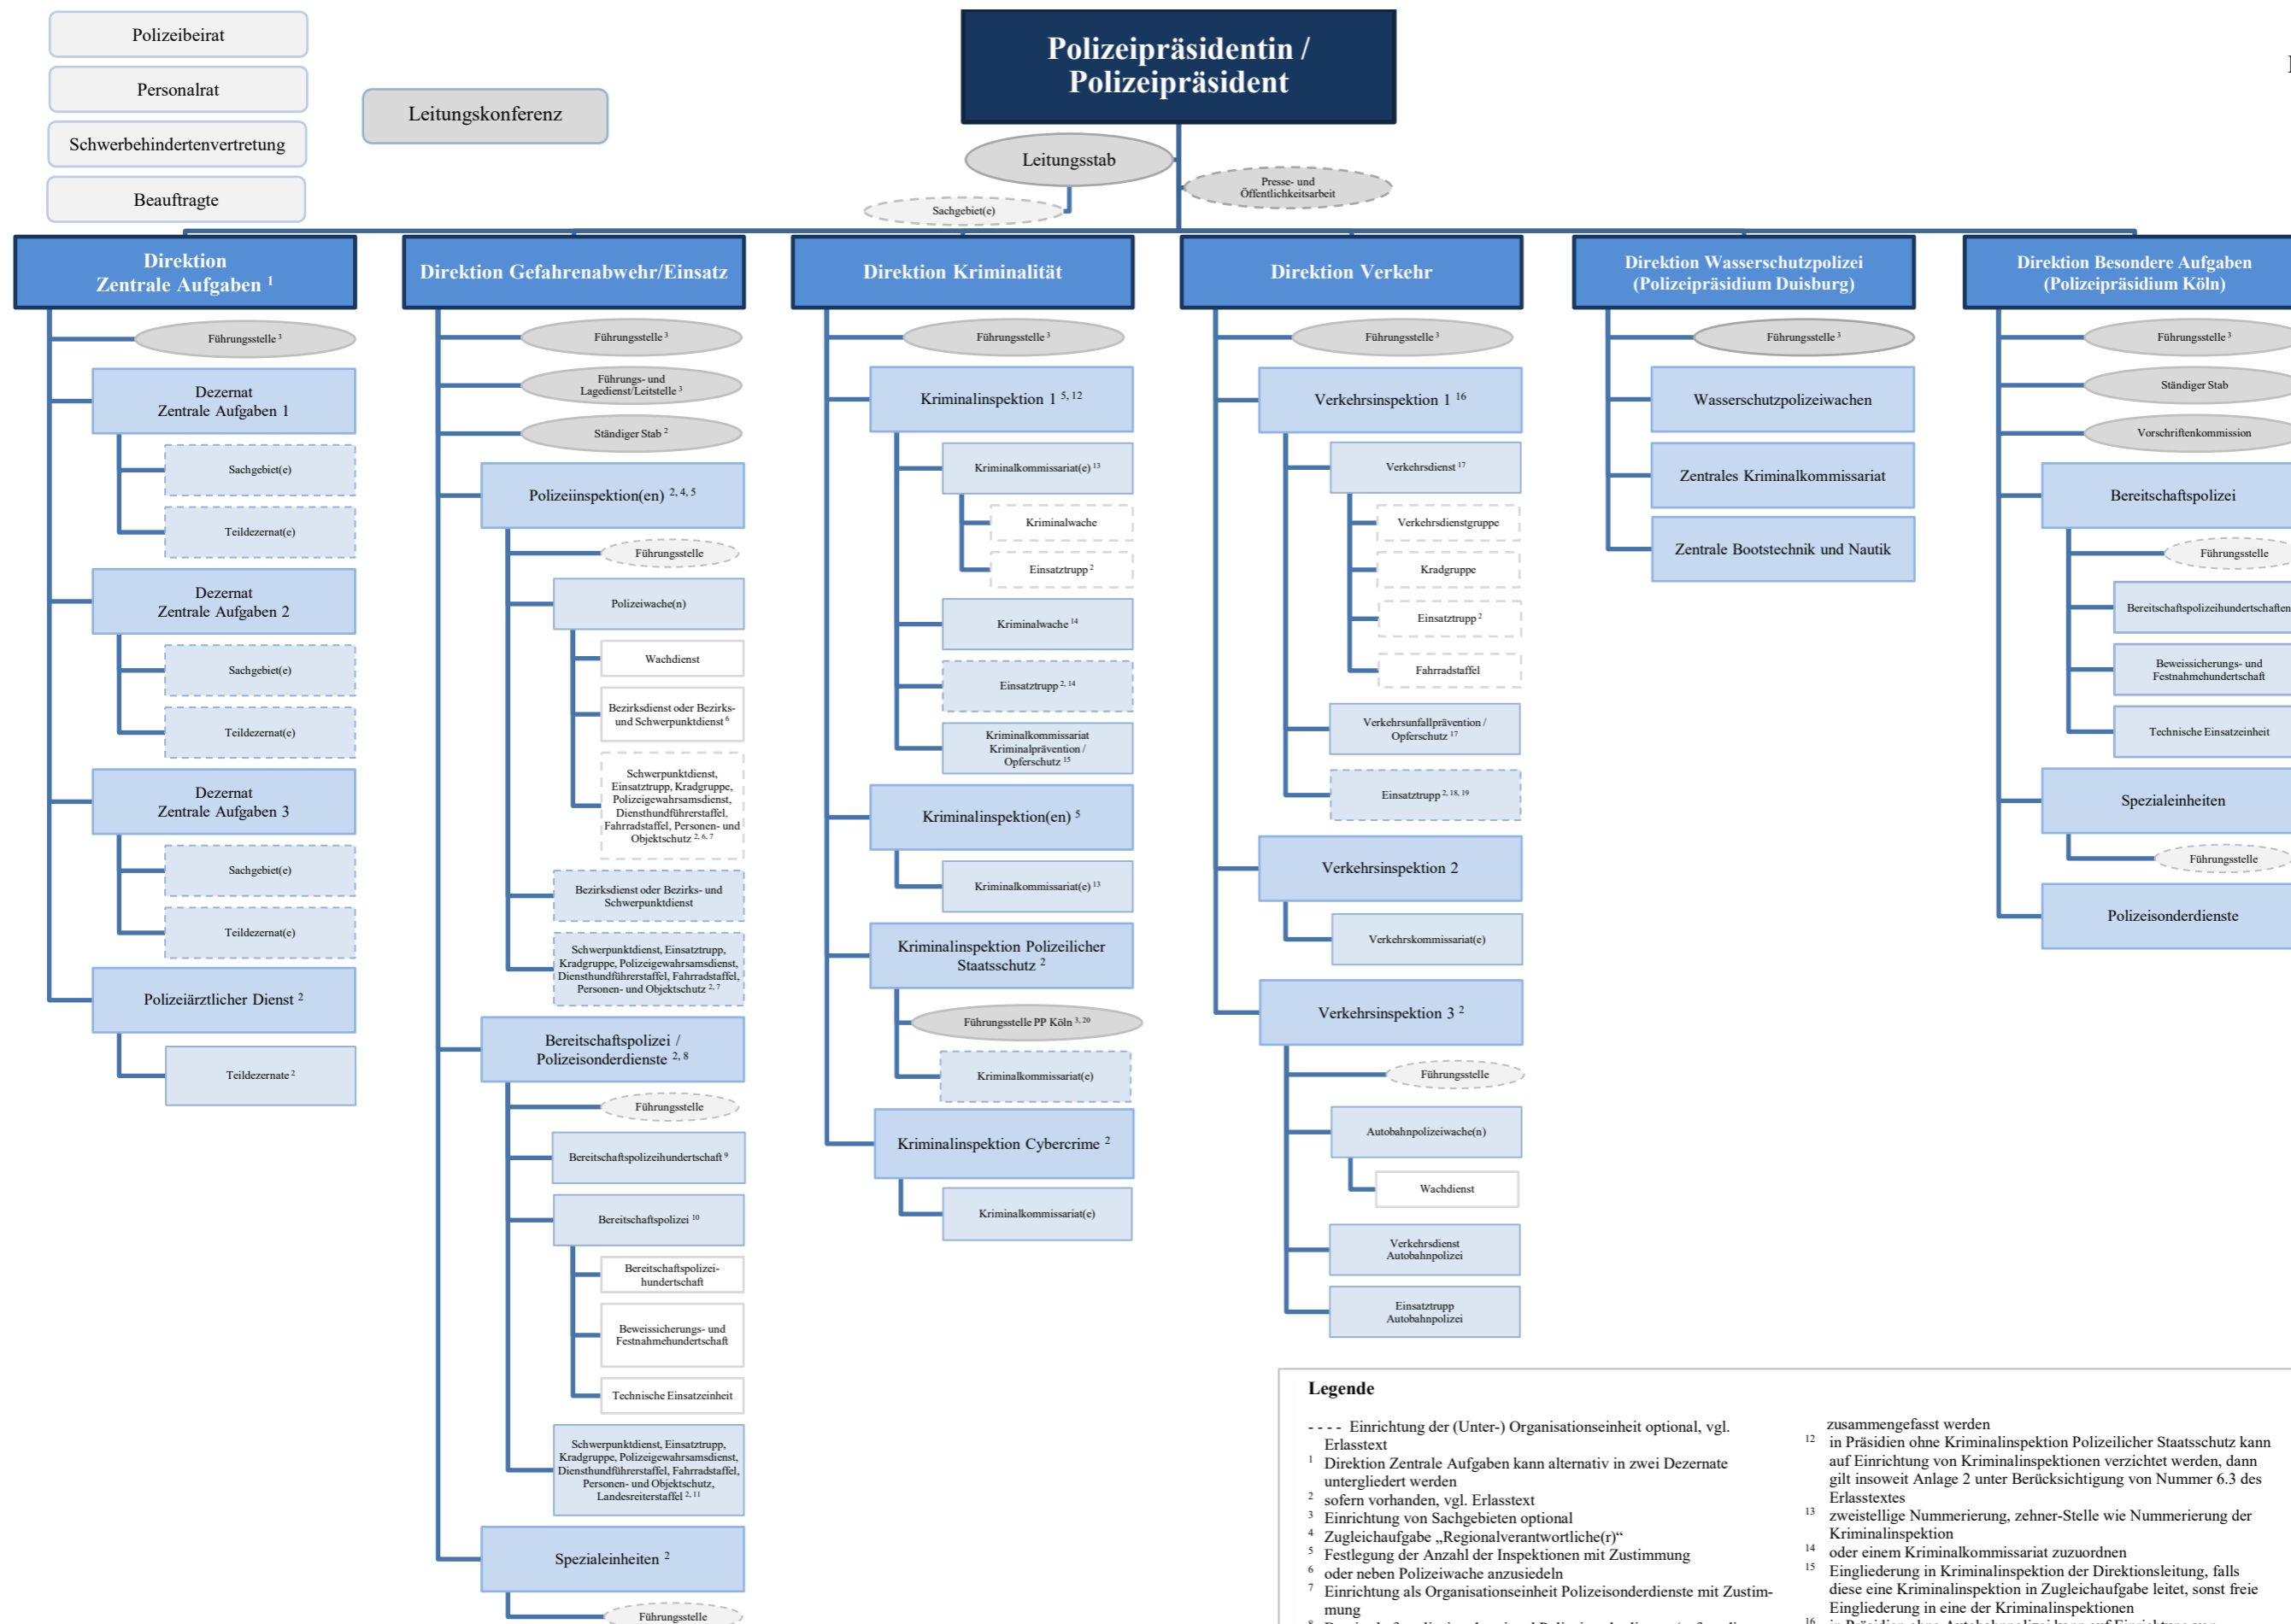 Polizeibeirat
Personalrat
Schwerbehindertenvertretung
Beauftragte
Leitungskonferenz
Polizeipräsidentin /
Polizeipräsident
Leitungsstab
Presse- und
Öffentlichkeitsarbeit
Sachgebiet(e)
Direktion
Zentrale Aufgaben ¹
Führungsstelle ³
Dezernat
Zentrale Aufgaben 1
Sachgebiet(e)
Teildezernat(e)
Dezernat
Zentrale Aufgaben 2
Sachgebiet(e)
Teildezernat(e)
Dezernat
Zentrale Aufgaben 3
Sachgebiet(e)
Teildezernat(e)
Polizeiärztlicher Dienst ²
Teildezernate ²
Direktion Gefahrenabwehr/Einsatz
Führungsstelle ³
Führungs- und
Lagedienst/Leitstelle ³
Ständiger Stab ²
Polizeiinspektion(en) ², ⁴, ⁵
Führungsstelle
Polizeiwache(n)
Wachdienst
Bezirksdienst oder Bezirks-
und Schwerpunktdienst ⁶
Schwerpunktdienst,
Einsatztrupp, Kradgruppe,
Polizeigewahrsamsdienst,
Diensthundführerstaffel,
Fahrradstaffel, Personen- und
Objektschutz ², ⁶, ⁷
Bezirksdienst oder Bezirks- und
Schwerpunktdienst
Schwerpunktdienst, Einsatztrupp,
Kradgruppe, Polizeigewahrsamsdienst,
Diensthundführerstaffel, Fahrradstaffel,
Personen- und Objektschutz ², ⁷
Bereitschaftspolizei /
Polizeisonderdienste ², ⁸
Führungsstelle
Bereitschaftspolizeihundertschaft ⁹
Bereitschaftspolizei ¹⁰
Bereitschaftspolizei-
hundertschaft
Beweissicherungs- und
Festnahmehundertschaft
Technische Einsatzeinheit
Schwerpunktdienst, Einsatztrupp,
Kradgruppe, Polizeigewahrsamsdienst,
Diensthundführerstaffel, Fahrradstaffel,
Personen- und Objektschutz,
Landesreiterstaffel ², ¹¹
Spezialeinheiten ²
Führungsstelle
Direktion Kriminalität
Führungsstelle ³
Kriminalinspektion 1 ⁵, ¹²
Kriminalkommissariat(e) ¹³
Kriminalwache
Einsatztrupp ²
Kriminalwache ¹⁴
Einsatztrupp ², ¹⁴
Kriminalkommissariat
Kriminalprävention /
Opferschutz ¹⁵
Kriminalinspektion(en) ⁵
Kriminalkommissariat(e) ¹³
Kriminalinspektion Polizeilicher
Staatsschutz ²
Führungsstelle PP Köln ³, ²⁰
Kriminalkommissariat(e)
Kriminalinspektion Cybercrime ²
Kriminalkommissariat(e)
Direktion Verkehr
Führungsstelle ³
Verkehrsinspektion 1 ¹⁶
Verkehrsdienst ¹⁷
Verkehrsdienstgruppe
Kradgruppe
Einsatztrupp ²
Fahrradstaffel
Verkehrsunfallprävention /
Opferschutz ¹⁷
Einsatztrupp ², ¹⁸, ¹⁹
Verkehrsinspektion 2
Verkehrskommissariat(e)
Verkehrsinspektion 3 ²
Führungsstelle
Autobahnpolizeiwache(n)
Wachdienst
Verkehrsdienst
Autobahnpolizei
Einsatztrupp
Autobahnpolizei
Direktion Wasserschutzpolizei
(Polizeipräsidium Duisburg)
Führungsstelle ³
Wasserschutzpolizeiwachen
Zentrales Kriminalkommissariat
Zentrale Bootstechnik und Nautik
Direktion Besondere Aufgaben
(Polizeipräsidium Köln)
Führungsstelle ³
Ständiger Stab
Vorschriftenkommission
Bereitschaftspolizei
Führungsstelle
Bereitschaftspolizeihundertschaften
Beweissicherungs- und
Festnahmehundertschaft
Technische Einsatzeinheit
Spezialeinheiten
Führungsstelle
Polizeisonderdienste
Legende
- - - - Einrichtung der (Unter-) Organisationseinheit optional, vgl.
Erlasstext
¹ Direktion Zentrale Aufgaben kann alternativ in zwei Dezernate
untergliedert werden
² sofern vorhanden, vgl. Erlasstext
³ Einrichtung von Sachgebieten optional
⁴ Zugleichaufgabe „Regionalverantwortliche(r)“
⁵ Festlegung der Anzahl der Inspektionen mit Zustimmung
⁶ oder neben Polizeiwache anzusiedeln
⁷ Einrichtung als Organisationseinheit Polizeisonderdienste mit Zustim-
mung
zusammengefasst werden
¹² in Präsidien ohne Kriminalinspektion Polizeilicher Staatsschutz kann
auf Einrichtung von Kriminalinspektionen verzichtet werden, dann
gilt insoweit Anlage 2 unter Berücksichtigung von Nummer 6.3 des
Erlasstextes
¹³ zweistellige Nummerierung, zehner-Stelle wie Nummerierung der
Kriminalinspektion
¹⁴ oder einem Kriminalkommissariat zuzuordnen
¹⁵ Eingliederung in Kriminalinspektion der Direktionsleitung, falls
diese eine Kriminalinspektion in Zugleichaufgabe leitet, sonst freie
Eingliederung in eine der Kriminalinspektionen